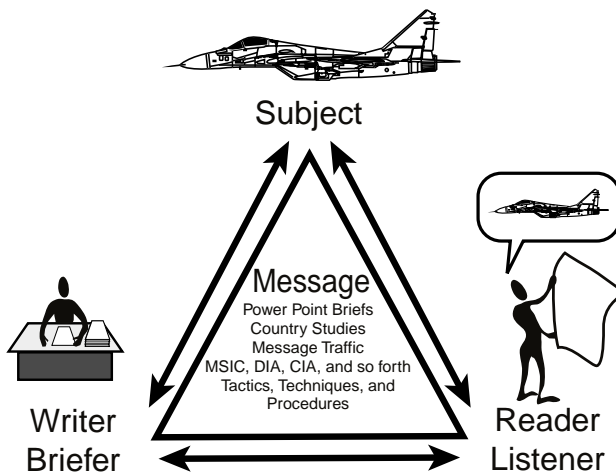 Subject
Message
Power Point Briefs
Country Studies
Message Traffic
MSIC, DIA, CIA, and so forth
Tactics, Techniques, and
Procedures
Writer
Briefer
Reader
Listener